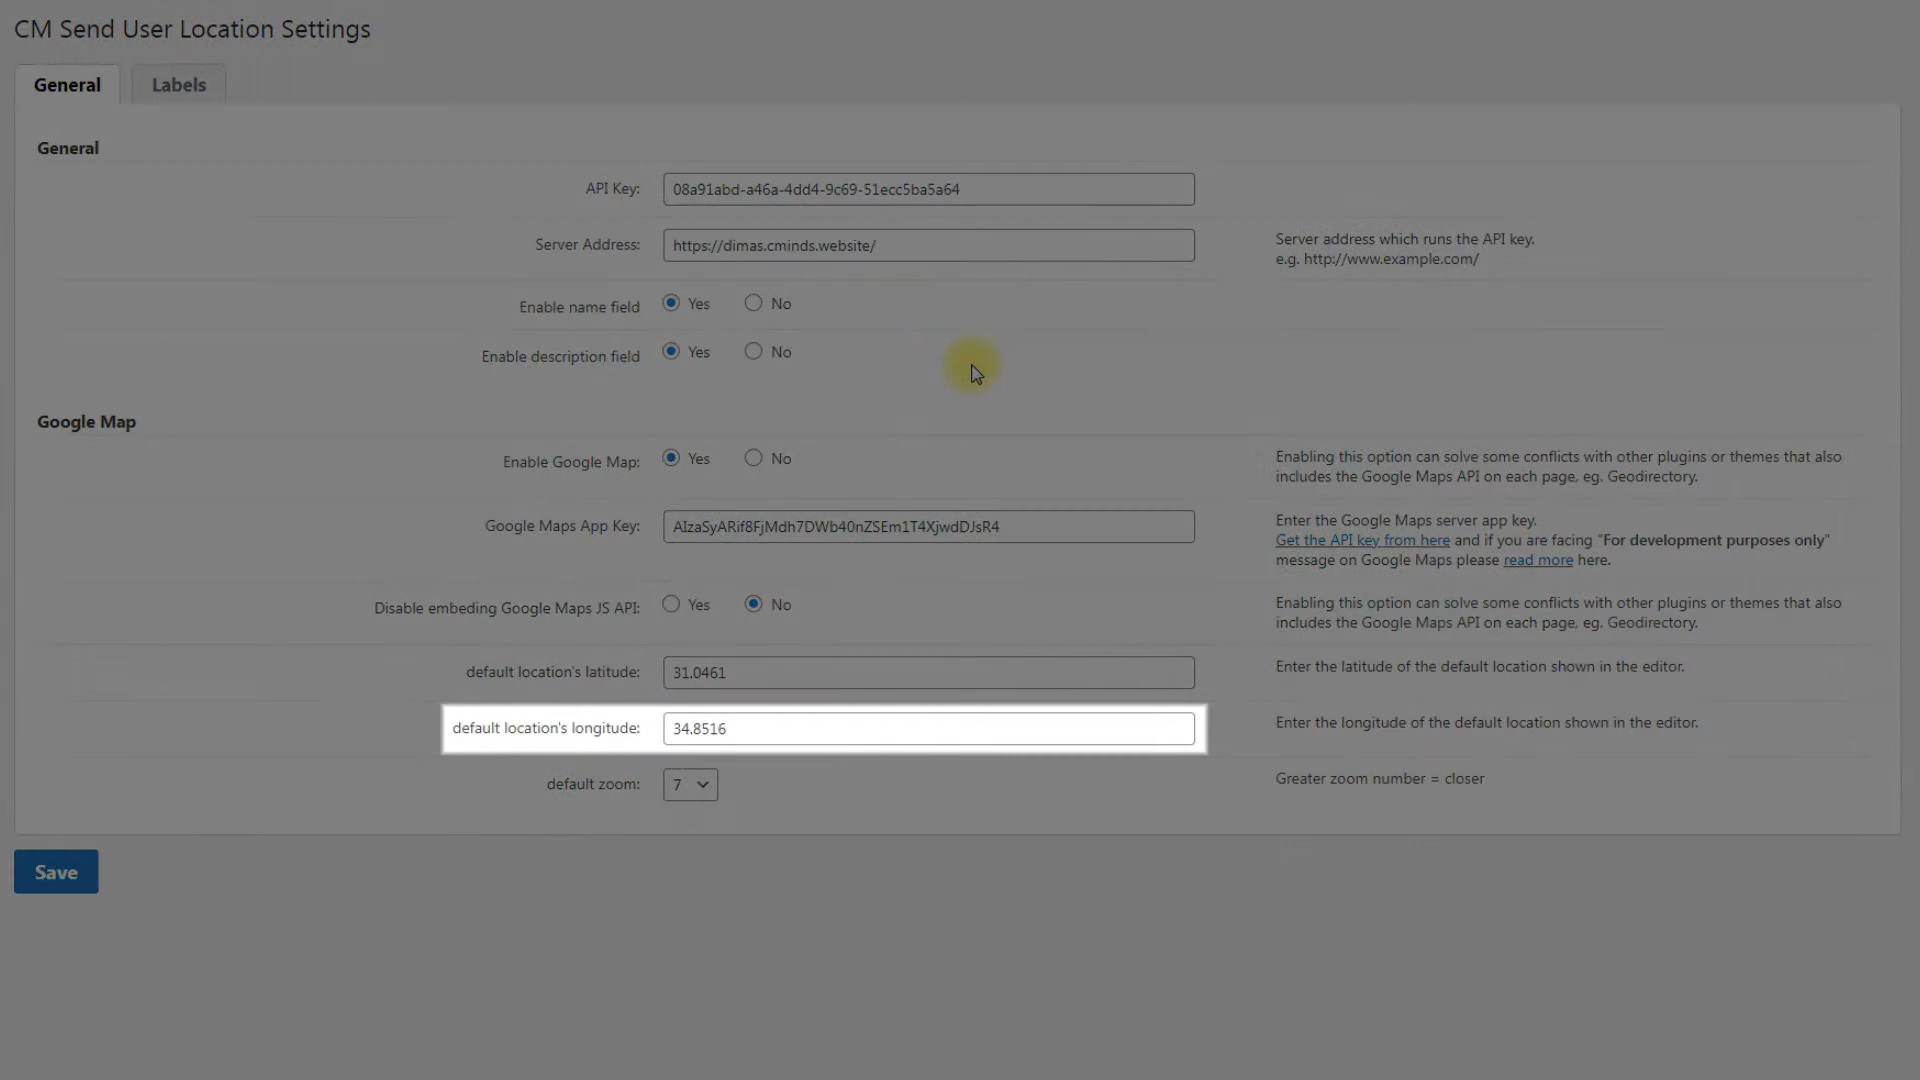 CM Send User Location Settings
General
Labels
General
API Key:
08a91abd-a46a-4dd4-9c69-51ecc5ba5a64
Server Address:
https://dimas.cminds.website/
Server address which runs the API key.
e.g. http://www.example.com/
Enable name field
Yes
No
Enable description field
Yes
No
Google Map
Enable Google Map:
Yes
No
Enabling this option can solve some conflicts with other plugins or themes that also
includes the Google Maps API on each page, eg. Geodirectory.
Google Maps App Key:
AIzaSyARif8FjMdh7DWb40nZSEm1T4XjwdDJsR4
Enter the Google Maps server app key.
Get the API key from here and if you are facing "For development purposes only"
message on Google Maps please read more here.
Disable embeding Google Maps JS API:
Yes
No
Enabling this option can solve some conflicts with other plugins or themes that also
includes the Google Maps API on each page, eg. Geodirectory.
default location's latitude:
31.0461
Enter the latitude of the default location shown in the editor.
default location's longitude:
34.8516
Enter the longitude of the default location shown in the editor.
default zoom:
7
Greater zoom number = closer
Save